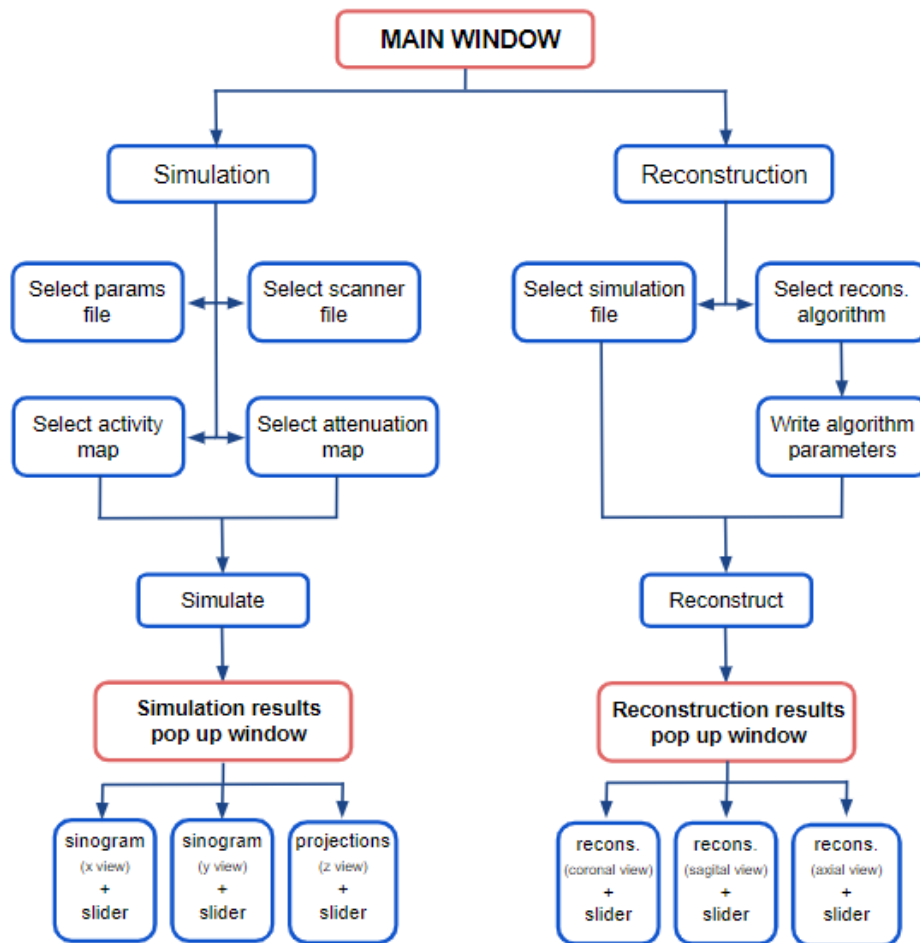 MAIN WINDOW
Simulation
Reconstruction
Select params
file
Select scanner
file
Select simulation
file
Select recons.
algorithm
Select activity
map
Select attenuation
map
Write algorithm
parameters
Simulate
Reconstruct
Simulation results
pop up window
Reconstruction results
pop up window
sinogram
(x view)
+
slider
sinogram
(y view)
+
slider
projections
(z view)
+
slider
recons.
(coronal view)
+
slider
recons.
(sagital view)
+
slider
recons.
(axial view)
+
slider